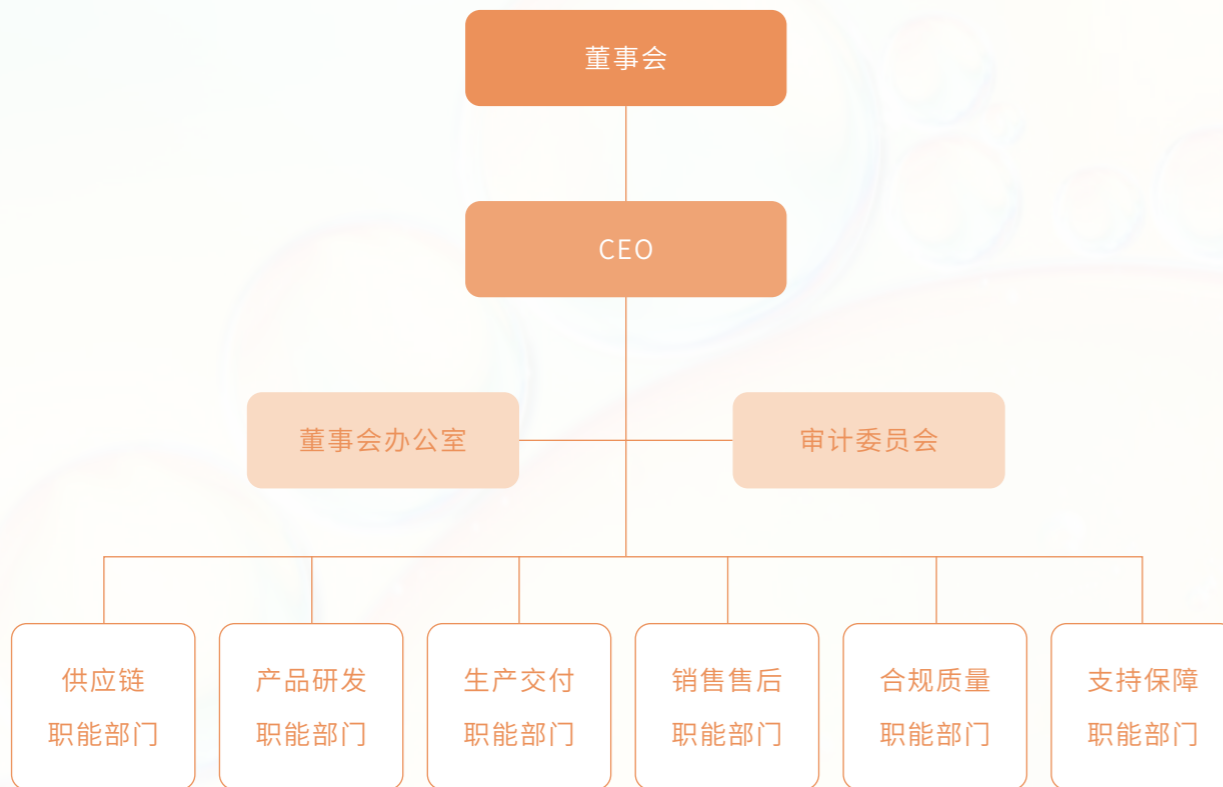 董事会
CEO
董事会办公室
审计委员会
供应链
职能部门
产品研发
职能部门
生产交付
职能部门
销售售后
职能部门
合规质量
职能部门
支持保障
职能部门